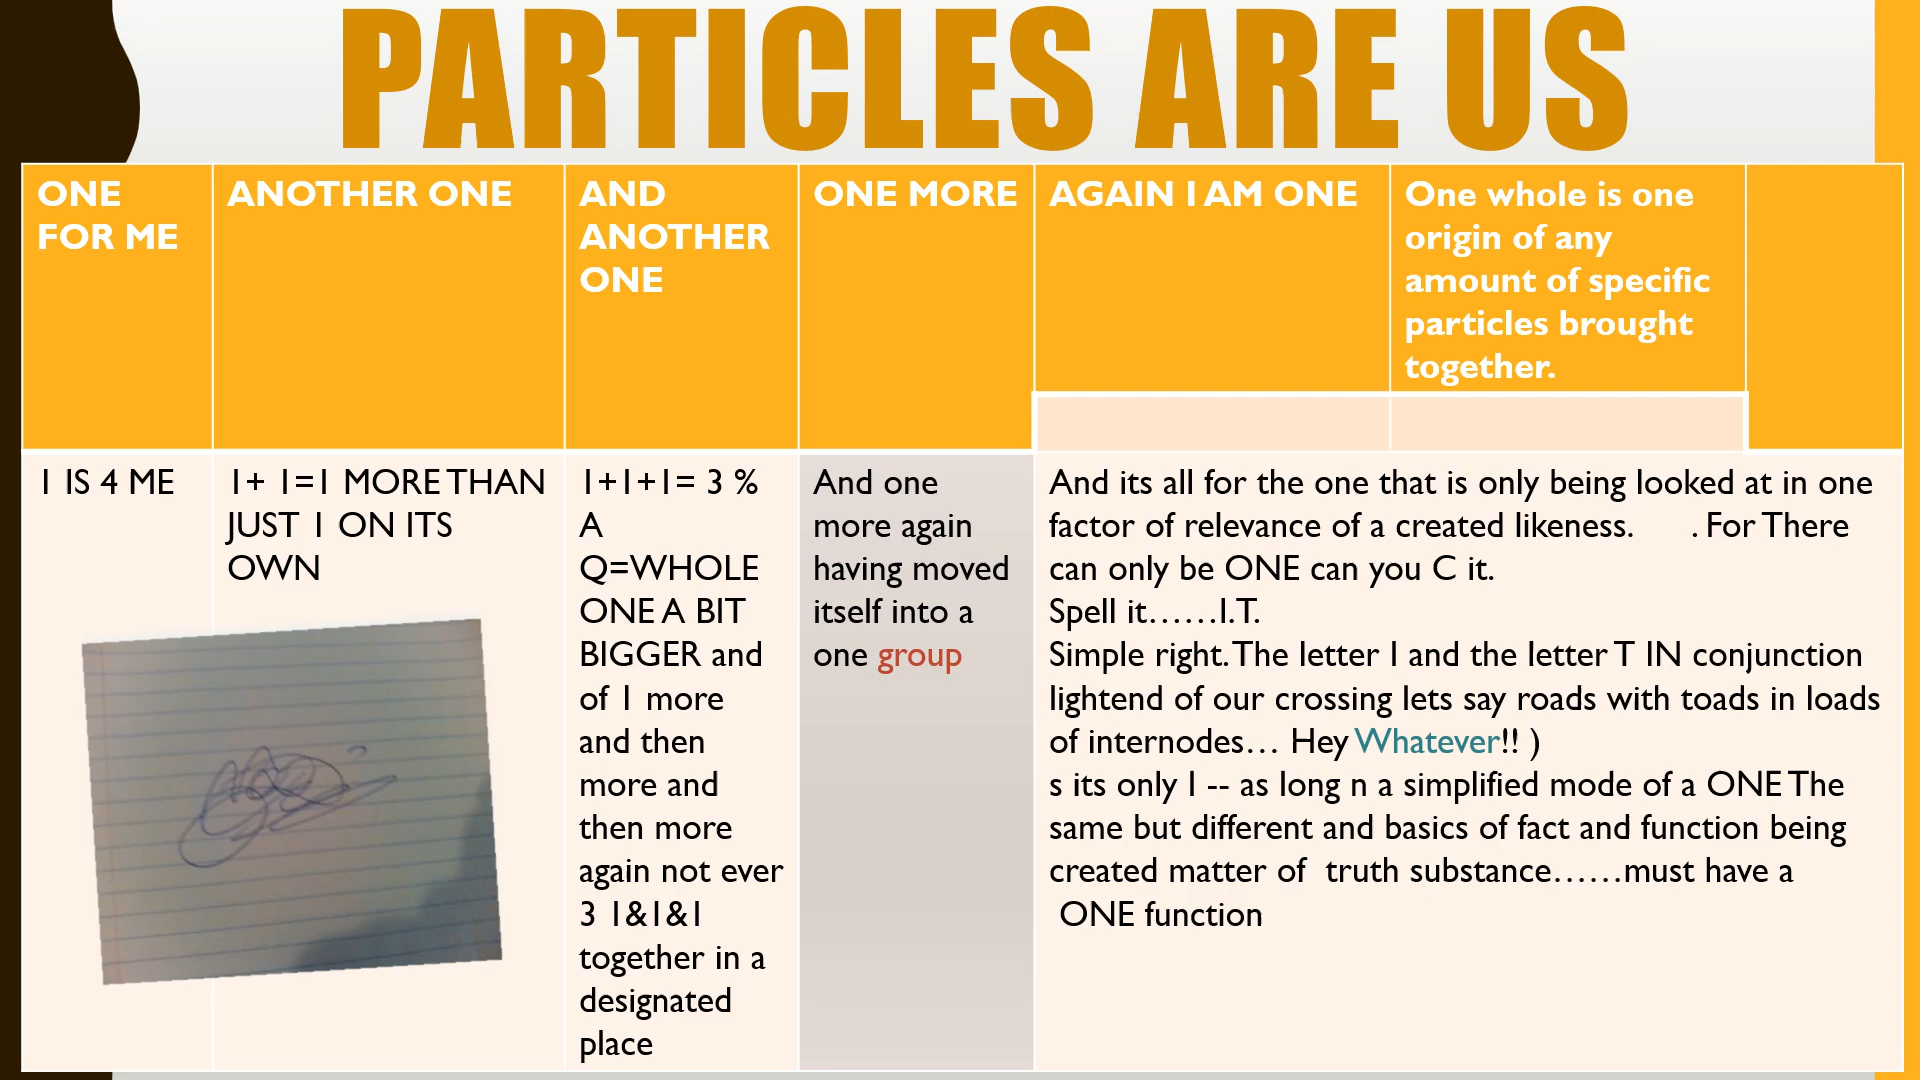 PARTICLES ARE US
ONE
FOR ME
ANOTHER ONE
AND
ANOTHER
ONE
ONE MORE
AGAIN I AM ONE
One whole is one
origin of any
amount of specific
particles brought
together.
1 IS 4 ME
1+ 1=1 MORE THAN
JUST 1 ON ITS
OWN
1+1+1= 3 %
A
Q=WHOLE
ONE A BIT
BIGGER and
of 1 more
and then
more and
then more
again not ever
3 1&1&1
together in a
designated
place
And one
more again
having moved
itself into a
one group
And its all for the one that is only being looked at in one
factor of relevance of a created likeness. . For There
can only be ONE can you C it.
Spell it……I.T.
Simple right. The letter I and the letter T IN conjunction
lightend of our crossing lets say roads with toads in loads
of internodes… Hey Whatever!! )
s its only I -- as long n a simplified mode of a ONE The
same but different and basics of fact and function being
created matter of truth substance……must have a
ONE function